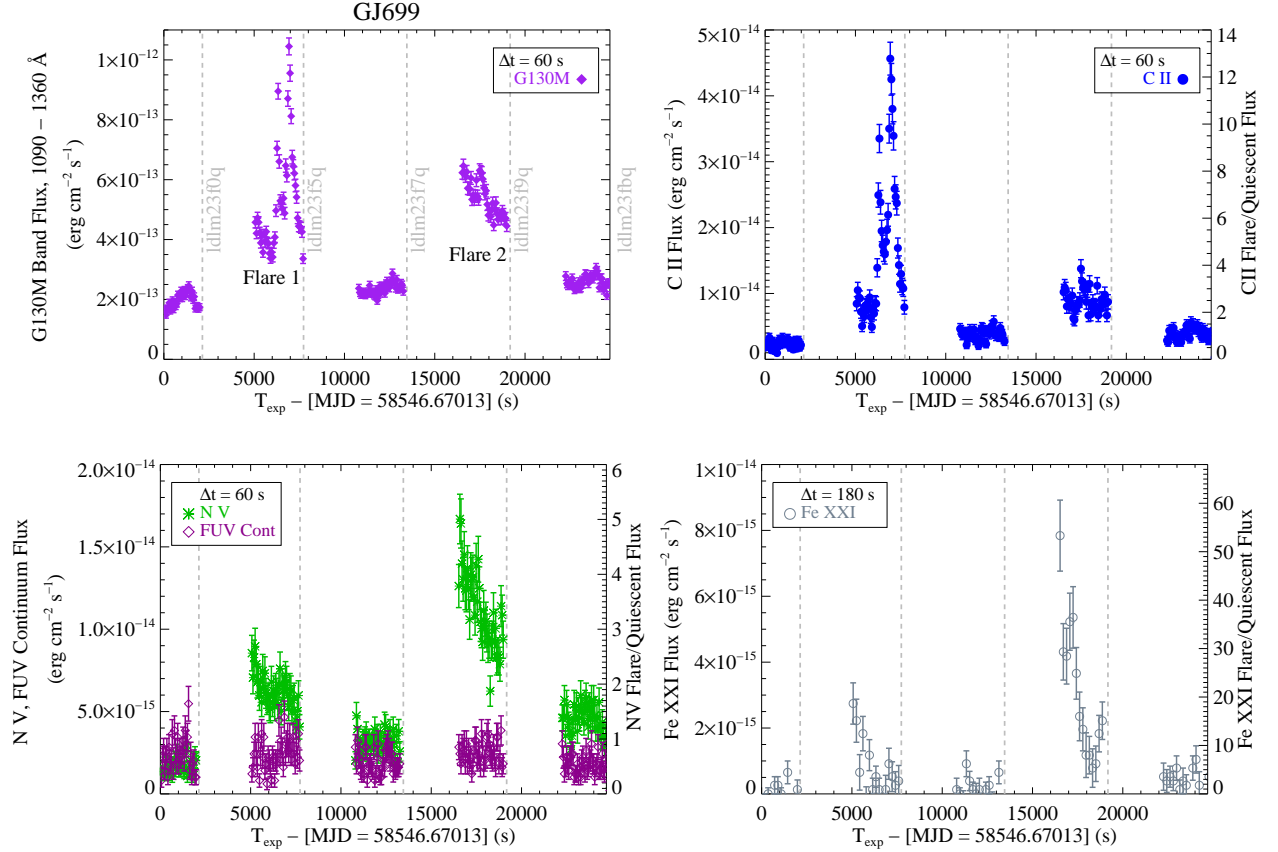 GJ699
1×10⁻¹²
8×10⁻¹³
6×10⁻¹³
4×10⁻¹³
2×10⁻¹³
0
G130M Band Flux, 1090 – 1360 Å
(erg cm⁻² s⁻¹)
Δt = 60 s
G130M
Flare 1
Flare 2
ldlm23f0q
ldlm23f5q
ldlm23f7q
ldlm23f9q
ldlm23fbq
0 5000 10000 15000 20000
T_exp – [MJD = 58546.67013] (s)
5×10⁻¹⁴
4×10⁻¹⁴
3×10⁻¹⁴
2×10⁻¹⁴
1×10⁻¹⁴
0
C II Flux (erg cm⁻² s⁻¹)
Δt = 60 s
C II
14
12
10
8
6
4
2
0
CII Flare/Quiescent Flux
0 5000 10000 15000 20000
T_exp – [MJD = 58546.67013] (s)
2.0×10⁻¹⁴
1.5×10⁻¹⁴
1.0×10⁻¹⁴
5.0×10⁻¹⁵
0
N V, FUV Continuum Flux
(erg cm⁻² s⁻¹)
Δt = 60 s
N V
FUV Cont
6
5
4
3
2
1
0
NV Flare/Quiescent Flux
0 5000 10000 15000 20000
T_exp – [MJD = 58546.67013] (s)
1×10⁻¹⁴
8×10⁻¹⁵
6×10⁻¹⁵
4×10⁻¹⁵
2×10⁻¹⁵
0
Fe XXI Flux (erg cm⁻² s⁻¹)
Δt = 180 s
Fe XXI
60
50
40
30
20
10
0
Fe XXI Flare/Quiescent Flux
0 5000 10000 15000 20000
T_exp – [MJD = 58546.67013] (s)